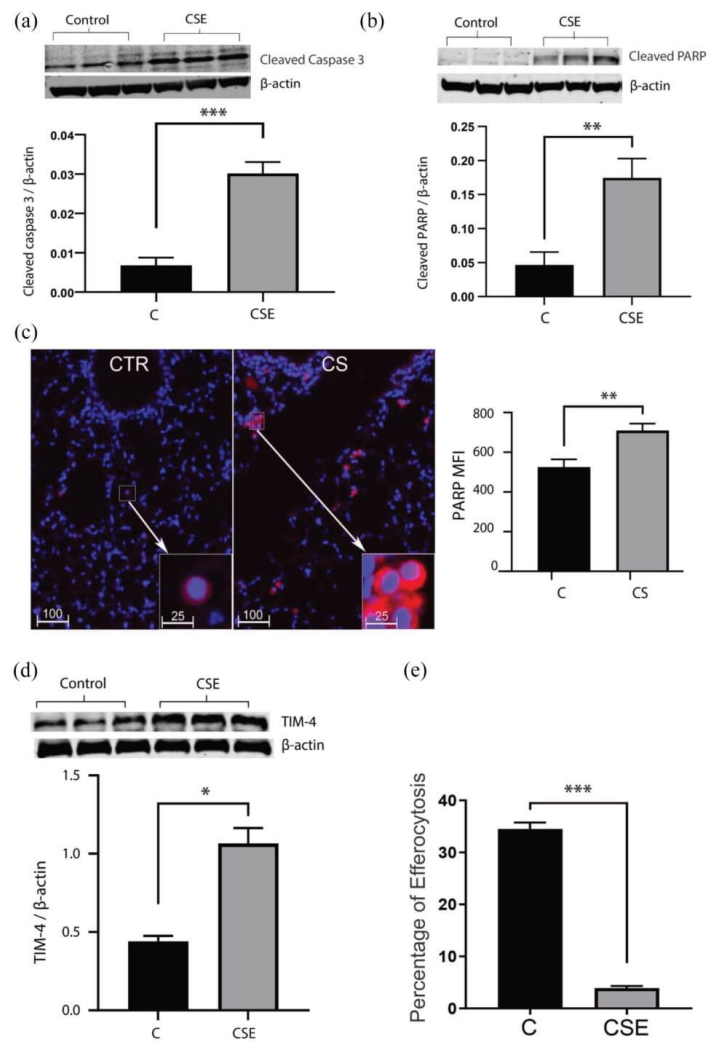 (a)
Control CSE
Cleaved Caspase 3
β-actin
***
Cleaved caspase 3 / β-actin
0.04
0.03
0.02
0.01
0.00
C CSE
(b)
Control CSE
Cleaved PARP
β-actin
**
Cleaved PARP / β-actin
0.25
0.20
0.15
0.10
0.05
0.00
C CSE
(c)
CTR CS
100 25 100 25
**
PARP MFI
800
600
400
200
0
C CS
(d)
Control CSE
TIM-4
β-actin
*
TIM-4 / β-actin
1.5
1.0
0.5
0.0
C CSE
(e)
***
Percentage of Efferocytosis
40
30
20
10
0
C CSE